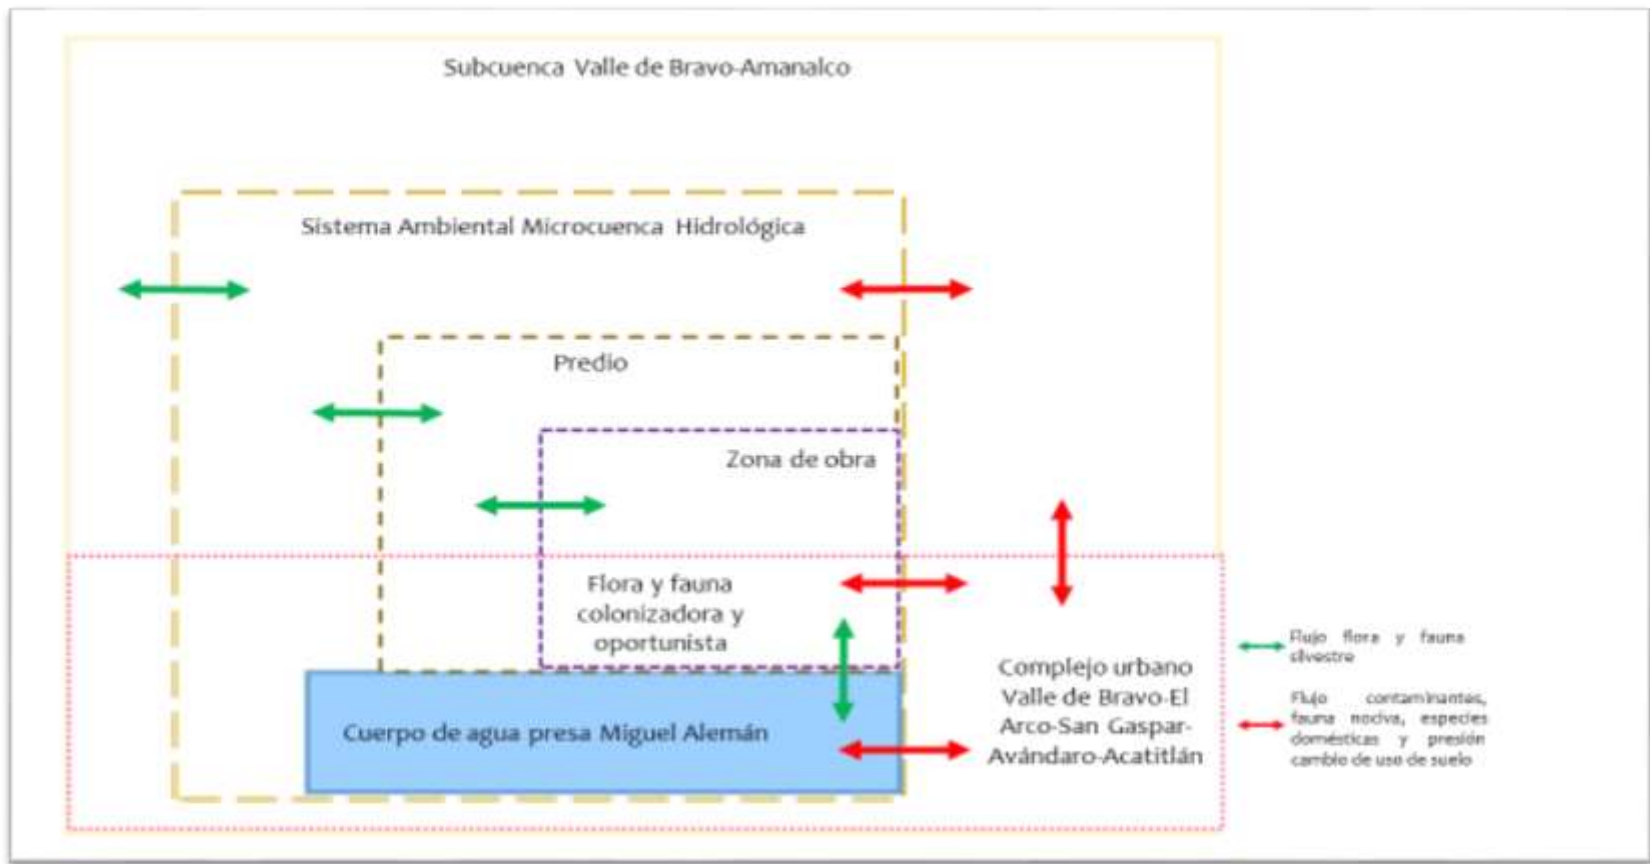 Subcuenca Valle de Bravo-Amanalco
Sistema Ambiental Microcuenca Hidrológica
Predio
Zona de obra
Flora y fauna
colonizadora y
oportunista
Cuerpo de agua presa Miguel Alemán
Complejo urbano
Valle de Bravo-El
Arco-San Gaspar-
Avándaro-Acatitlán
Flujo flora y fauna
silvestre
Flujo contaminantes,
fauna nociva, especies
domésticas y presión
cambio de uso de suelo